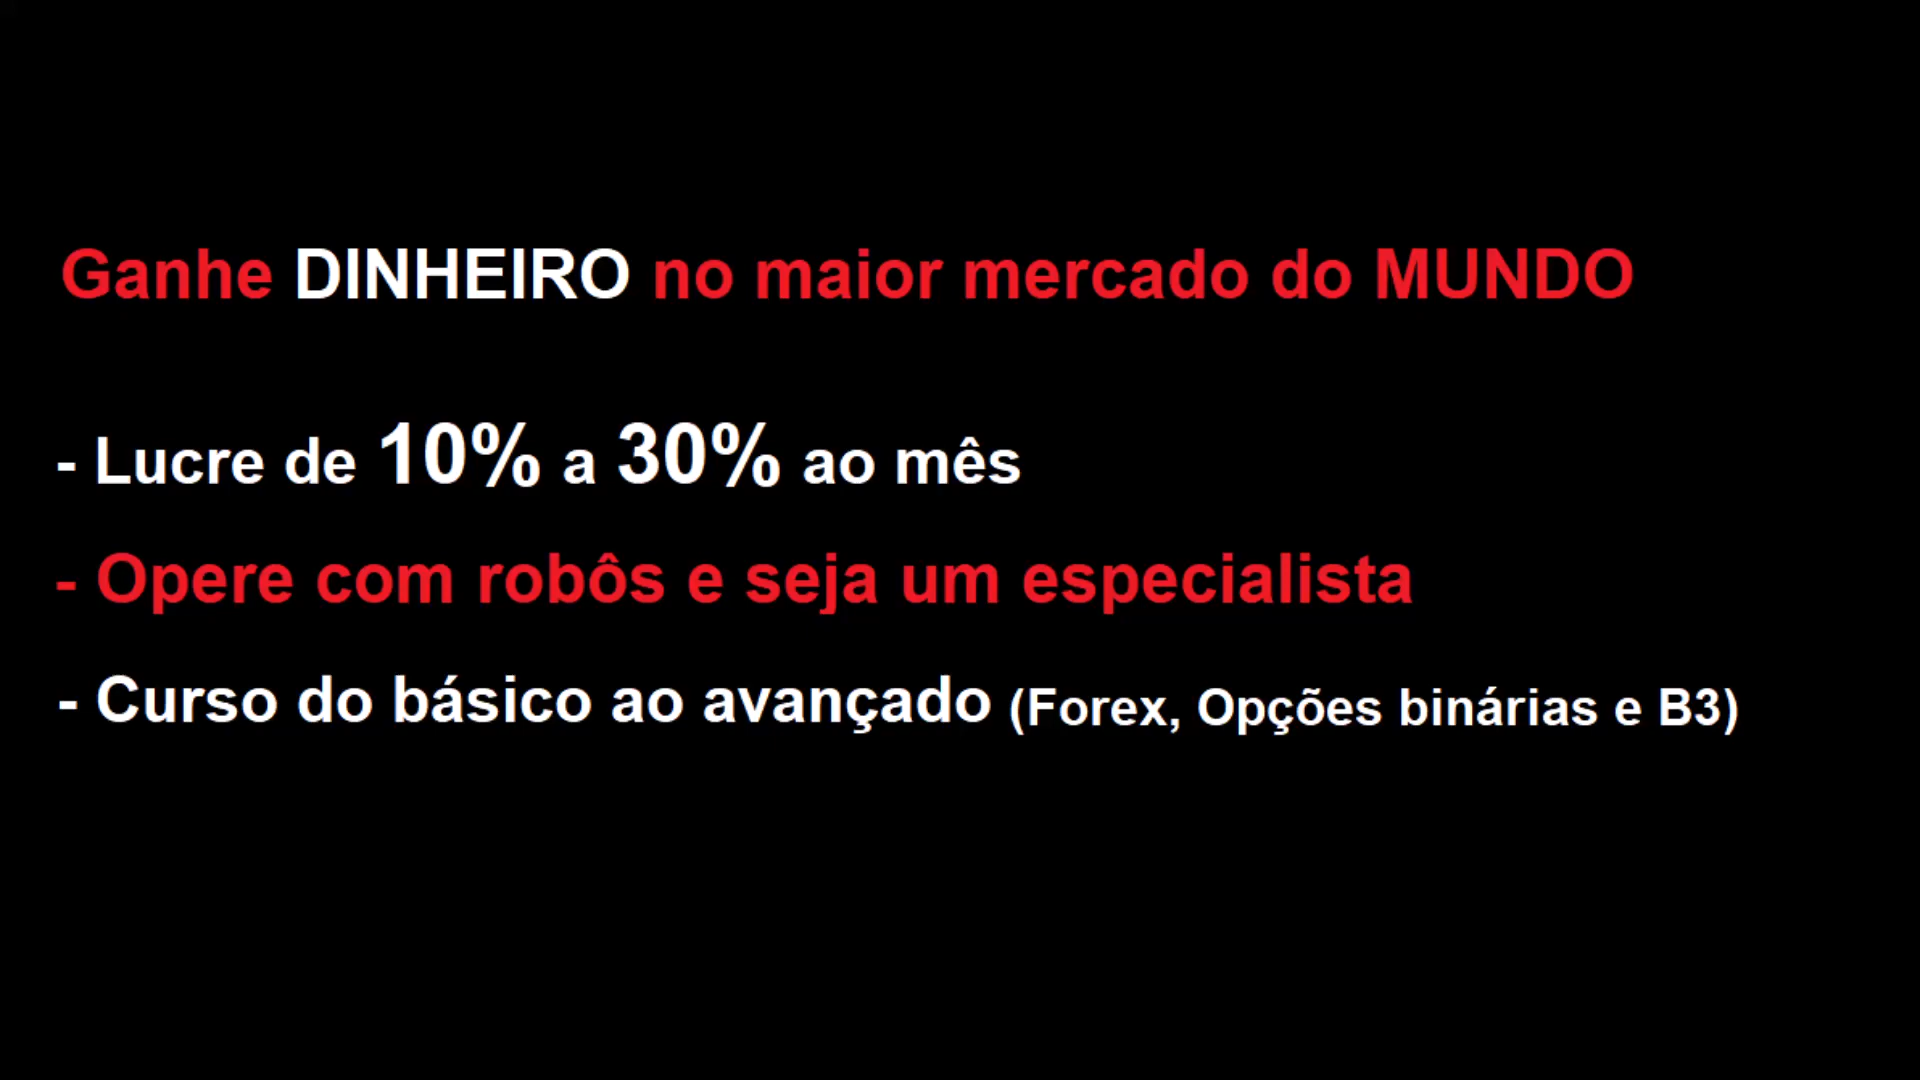 Ganhe DINHEIRO no maior mercado do MUNDO
- Lucre de 10% a 30% ao mês
- Opere com robôs e seja um especialista
- Curso do básico ao avançado (Forex, Opções binárias e B3)